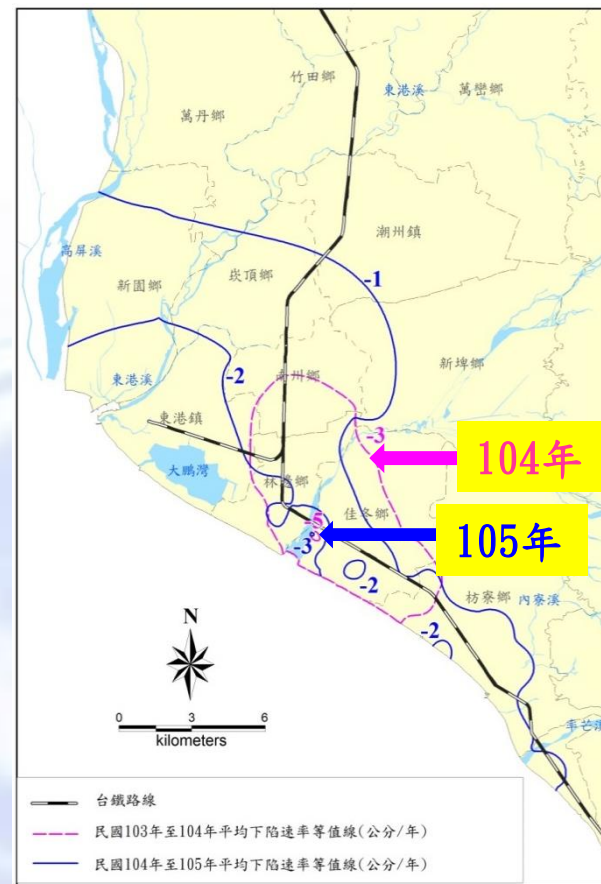 竹田鄉
東港溪
萬巒鄉
萬丹鄉
潮州鎮
高屏溪
崁頂鄉
-1
新園鄉
新埤鄉
東港溪
-2
南州鄉
東港鎮
-3
104年
大鵬灣
林邊鄉
佳冬鄉
-3
105年
-2
枋寮鄉
內寮溪
-2
N
率芒溪
0 3 6
kilometers
台鐵路線
民國103年至104年平均下陷速率等值線(公分/年)
民國104年至105年平均下陷速率等值線(公分/年)